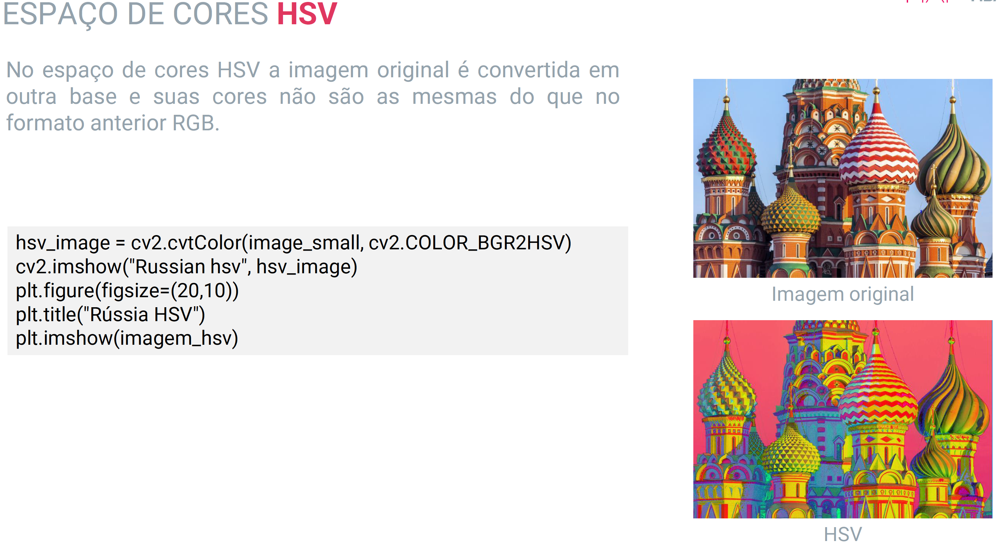 ESPAÇO DE CORES HSV
No espaço de cores HSV a imagem original é convertida em
outra base e suas cores não são as mesmas do que no
formato anterior RGB.
hsv_image = cv2.cvtColor(image_small, cv2.COLOR_BGR2HSV)
cv2.imshow("Russian hsv", hsv_image)
plt.figure(figsize=(20,10))
plt.title("Rússia HSV")
plt.imshow(imagem_hsv)
Imagem original
HSV